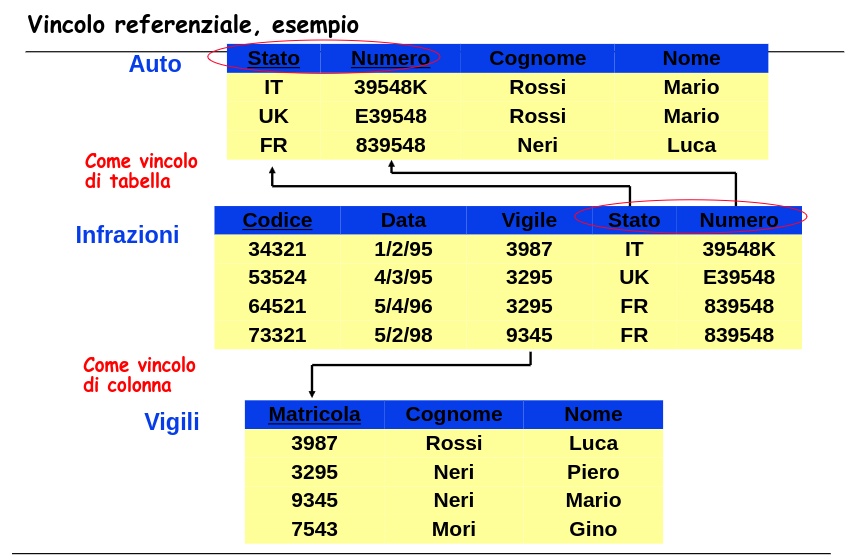 Vincolo referenziale, esempio
Auto
Stato Numero Cognome Nome
IT 39548K Rossi Mario
UK E39548 Rossi Mario
FR 839548 Neri Luca
Come vincolo
di tabella
Infrazioni
Codice Data Vigile Stato Numero
34321 1/2/95 3987 IT 39548K
53524 4/3/95 3295 UK E39548
64521 5/4/96 3295 FR 839548
73321 5/2/98 9345 FR 839548
Come vincolo
di colonna
Vigili
Matricola Cognome Nome
3987 Rossi Luca
3295 Neri Piero
9345 Neri Mario
7543 Mori Gino